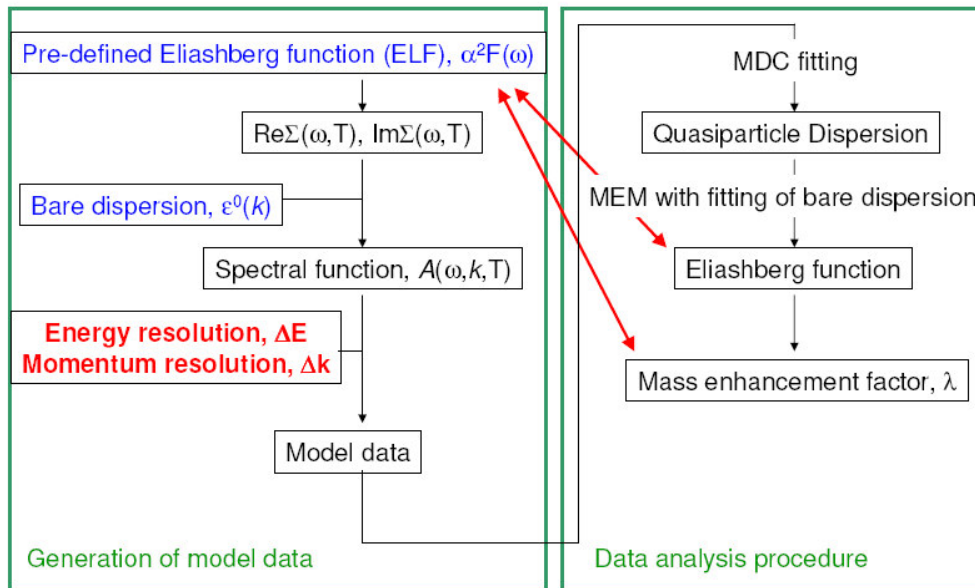 Pre-defined Eliashberg function (ELF), α²F(ω)
ReΣ(ω,T), ImΣ(ω,T)
Bare dispersion, ε⁰(k)
Spectral function, A(ω,k,T)
Energy resolution, ΔE
Momentum resolution, Δk
Model data
Generation of model data
MDC fitting
Quasiparticle Dispersion
MEM with fitting of bare dispersion
Eliashberg function
Mass enhancement factor, λ
Data analysis procedure